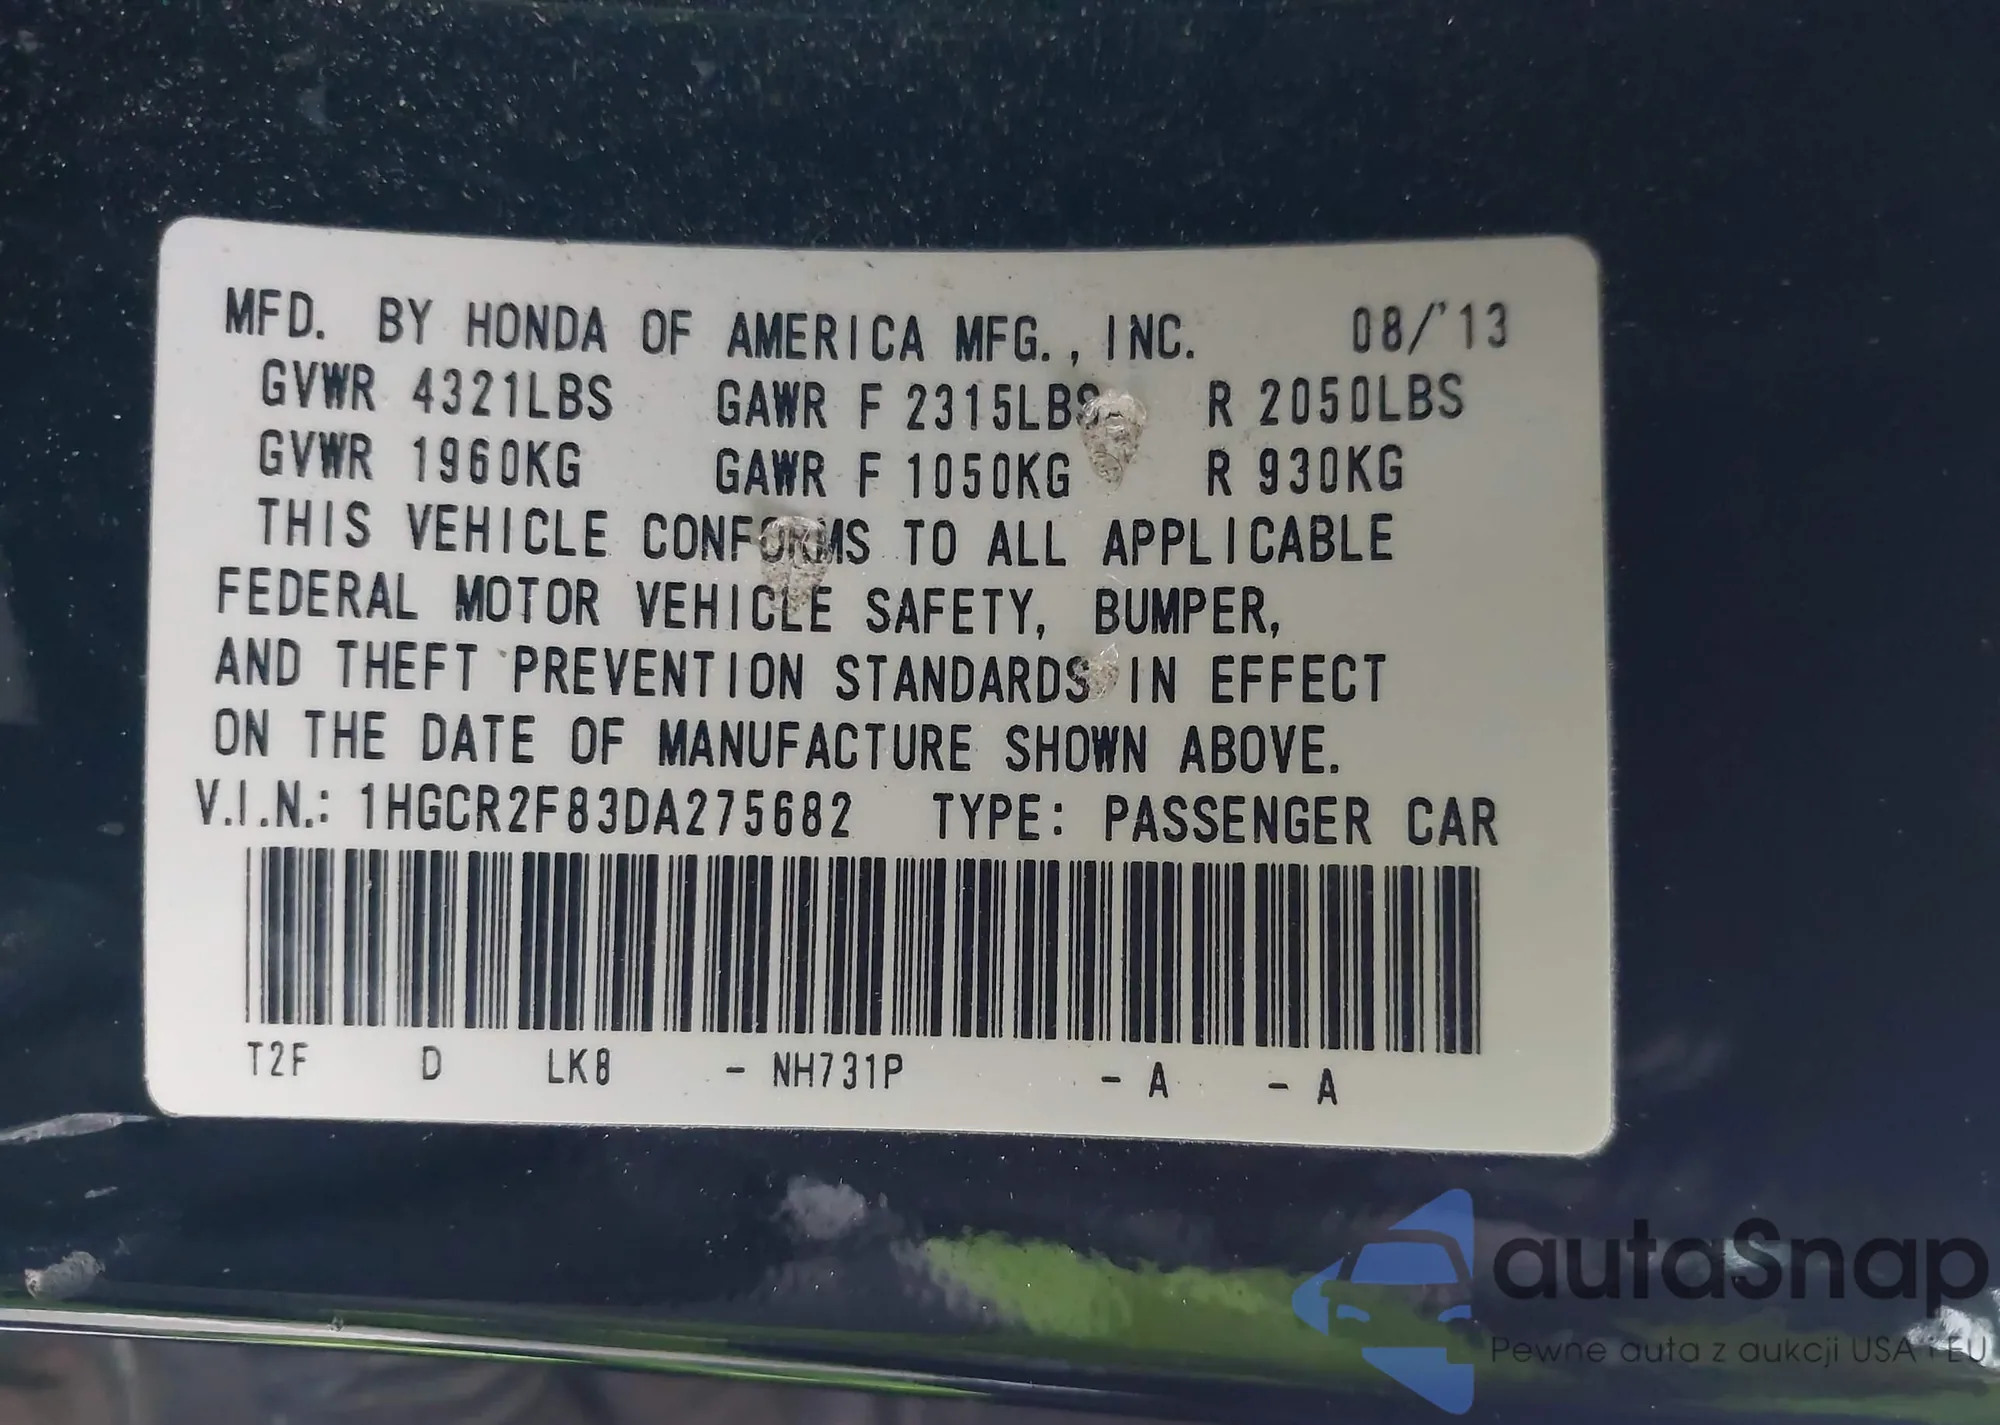 MFD. BY HONDA OF AMERICA MFG., INC. 08/'13
GVWR 4321LBS GAWR F 2315LBS R 2050LBS
GVWR 1960KG GAWR F 1050KG R 930KG
THIS VEHICLE CONFORMS TO ALL APPLICABLE
FEDERAL MOTOR VEHICLE SAFETY, BUMPER,
AND THEFT PREVENTION STANDARDS IN EFFECT
ON THE DATE OF MANUFACTURE SHOWN ABOVE.
V.I.N.: 1HGCR2F83DA275682 TYPE: PASSENGER CAR
T2F D LK8 - NH731P - A - A
autaSnap
Pewne auta z aukcji USA i EU